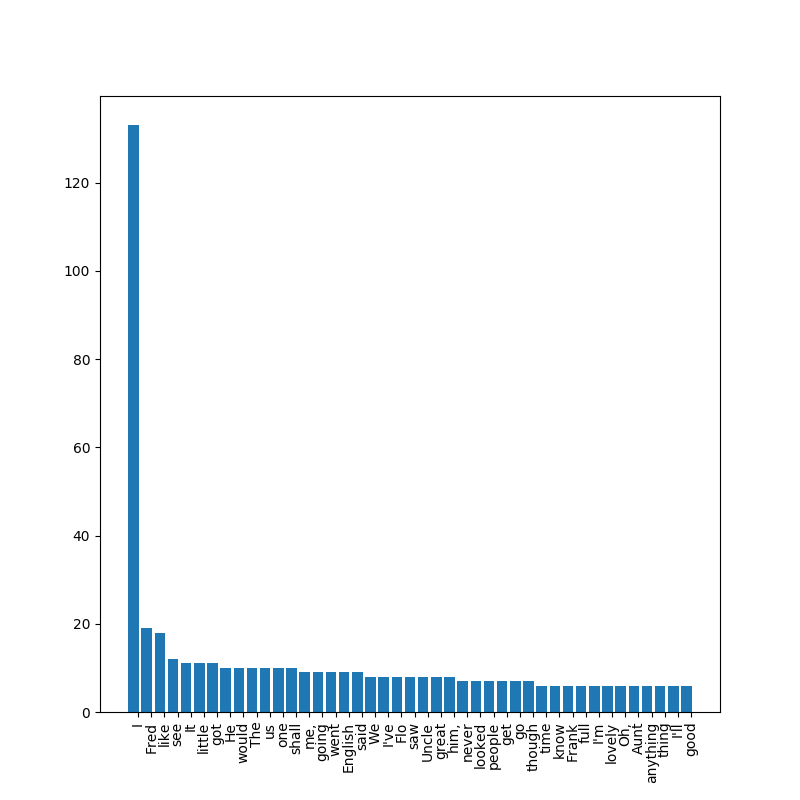 120
100
80
60
40
20
0
I
Fred
like
see
It
little
got
He
would
The
us
one
shall
me,
going
went
English
said
We
I've
Flo
saw
Uncle
great
him,
never
looked
people
get
go
though
time
know
Frank
full
I'm
lovely
Oh,
Aunt
anything
thing
I'll
good